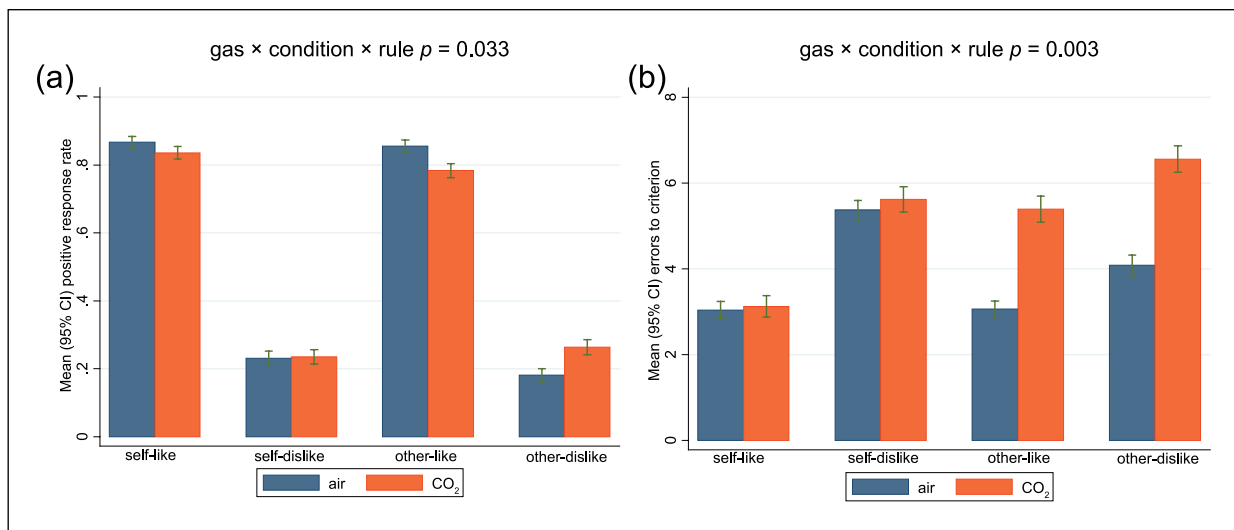 gas × condition × rule p = 0.033
(a)
Mean (95% CI) positive response rate
1
.8
.6
.4
.2
0
self-like
self-dislike
other-like
other-dislike
air
CO₂
gas × condition × rule p = 0.003
(b)
Mean (95% CI) errors to criterion
8
6
4
2
0
self-like
self-dislike
other-like
other-dislike
air
CO₂